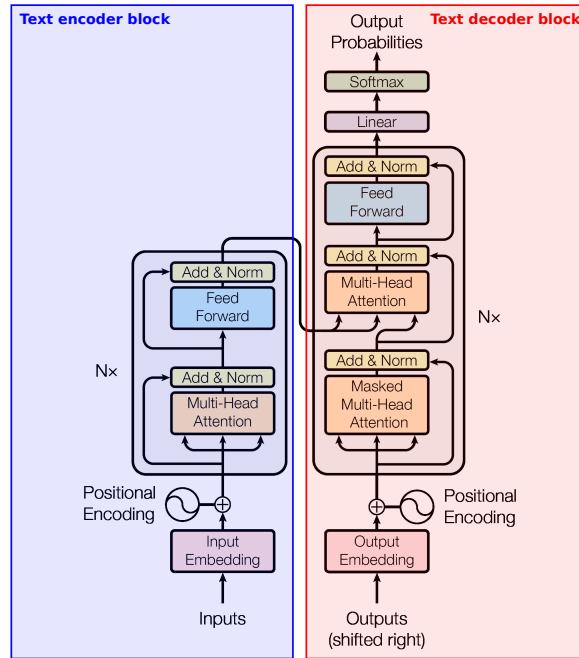 Text encoder block
Add & Norm
Feed
Forward
Add & Norm
Multi-Head
Attention
N×
Positional
Encoding
Input
Embedding
Inputs
Text decoder block
Output
Probabilities
Softmax
Linear
Add & Norm
Feed
Forward
Add & Norm
Multi-Head
Attention
N×
Add & Norm
Masked
Multi-Head
Attention
Positional
Encoding
Output
Embedding
Outputs
(shifted right)